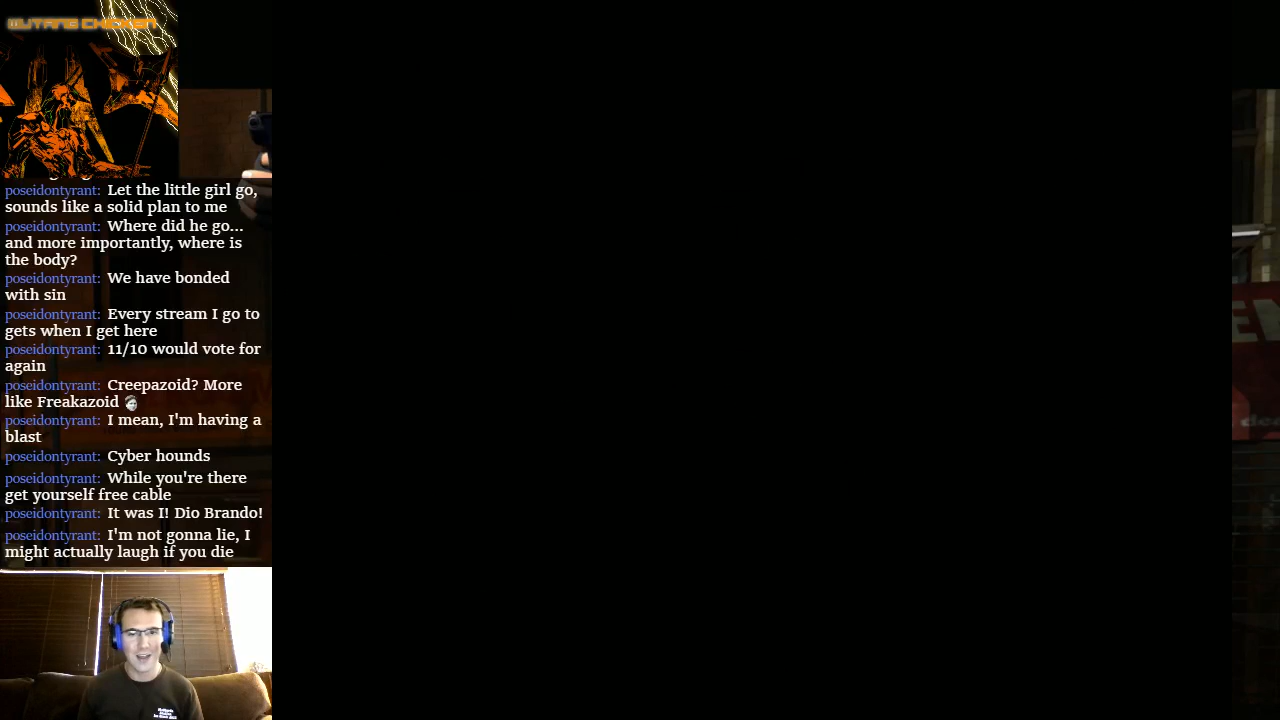 WUTANG CHICKEN
poseidontyrant: Let the little girl go,
sounds like a solid plan to me
poseidontyrant: Where did he go...
and more importantly, where is
the body?
poseidontyrant: We have bonded
with sin
poseidontyrant: Every stream I go to
gets when I get here
poseidontyrant: 11/10 would vote for
again
poseidontyrant: Creepazoid? More
like Freakazoid
poseidontyrant: I mean, I'm having a
blast
poseidontyrant: Cyber hounds
poseidontyrant: While you're there
get yourself free cable
poseidontyrant: It was I! Dio Brando!
poseidontyrant: I'm not gonna lie, I
might actually laugh if you die